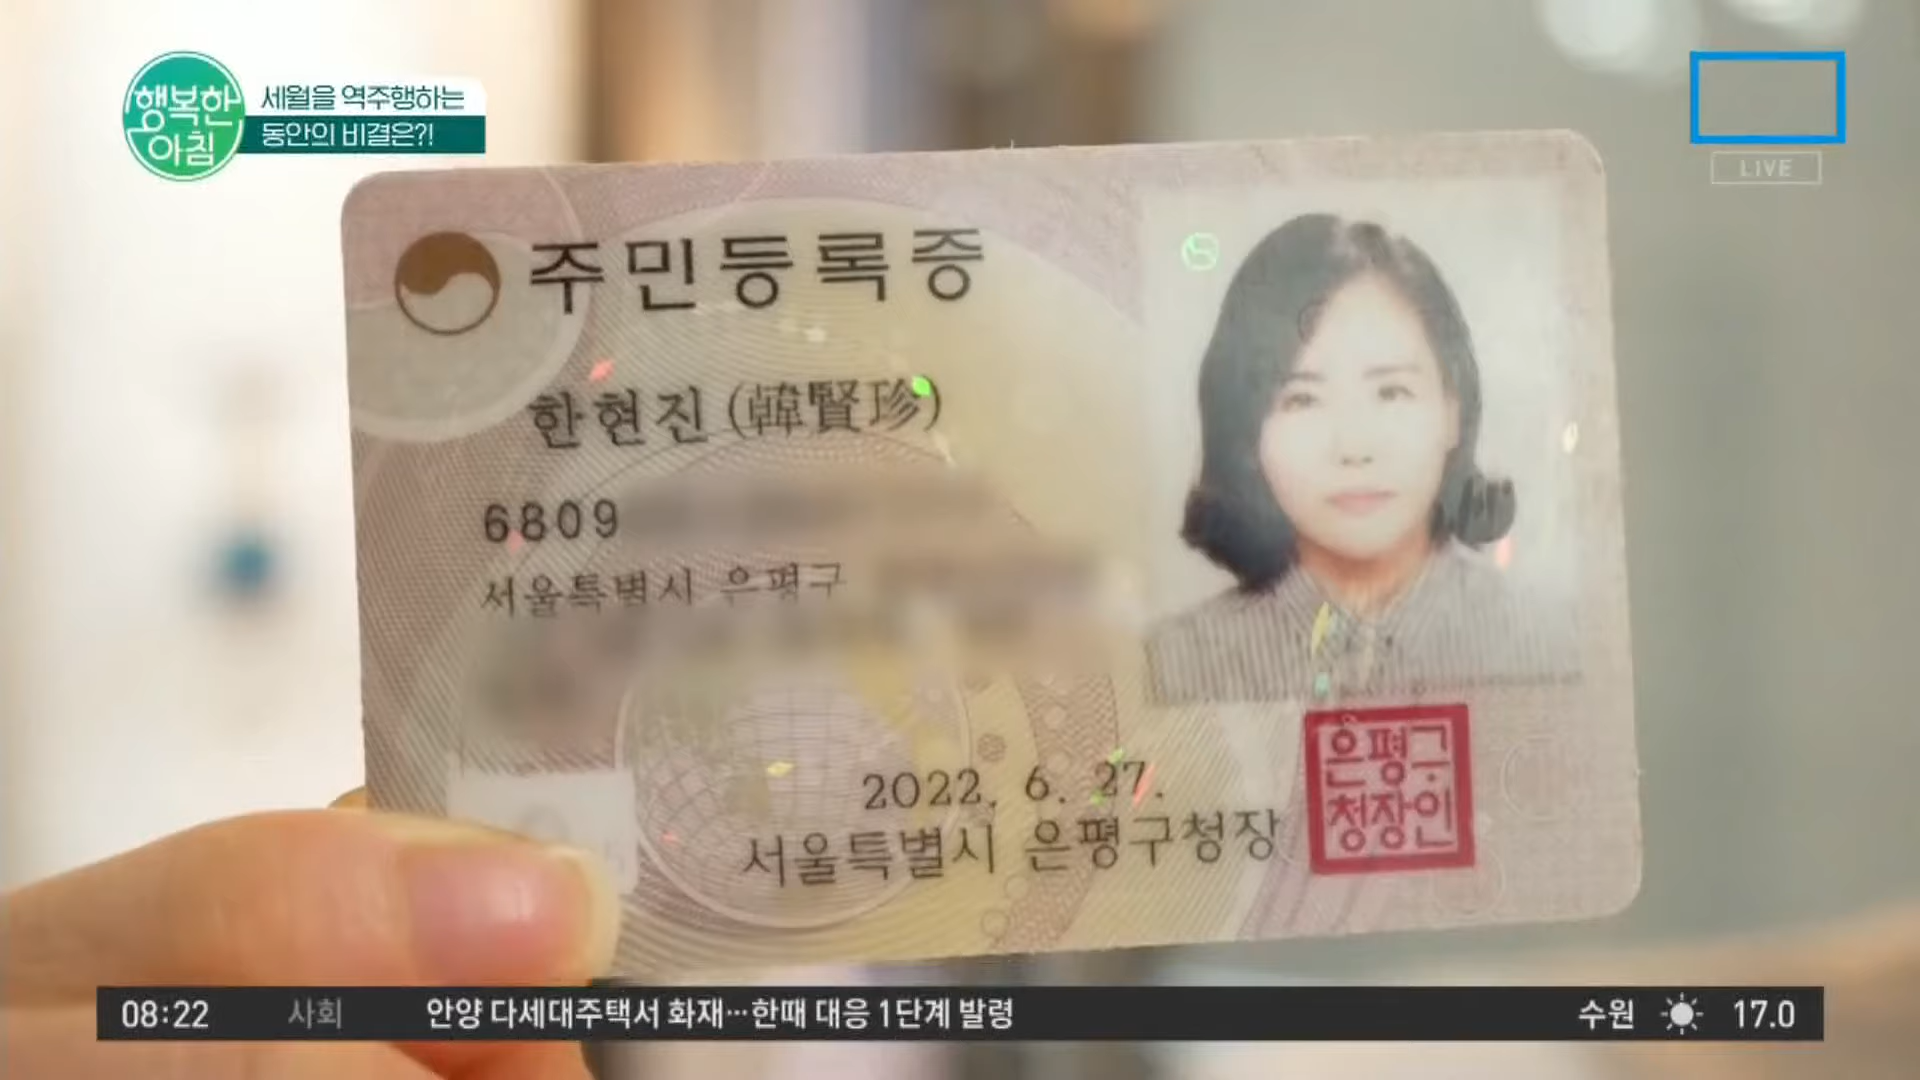 행복한
아침
세월을 역주행하는
동안의 비결은?!
LIVE
주민등록증
한현진(韓賢珍)
6809
서울특별시 은평구
2022. 6. 27.
서울특별시 은평구청장
은평구
청장인
08:22 사회 안양 다세대주택서 화재…한때 대응 1단계 발령 수원 17.0